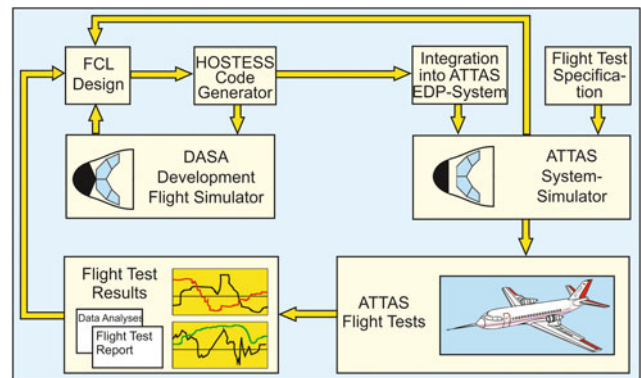 FCL
Design
HOSTESS
Code
Generator
Integration
into ATTAS
EDP-System
Flight Test
Specifica-
tion
DASA
Development
Flight Simulator
ATTAS
System-
Simulator
Flight Test
Results
Data Analyses
Flight Test
Report
ATTAS
Flight Tests